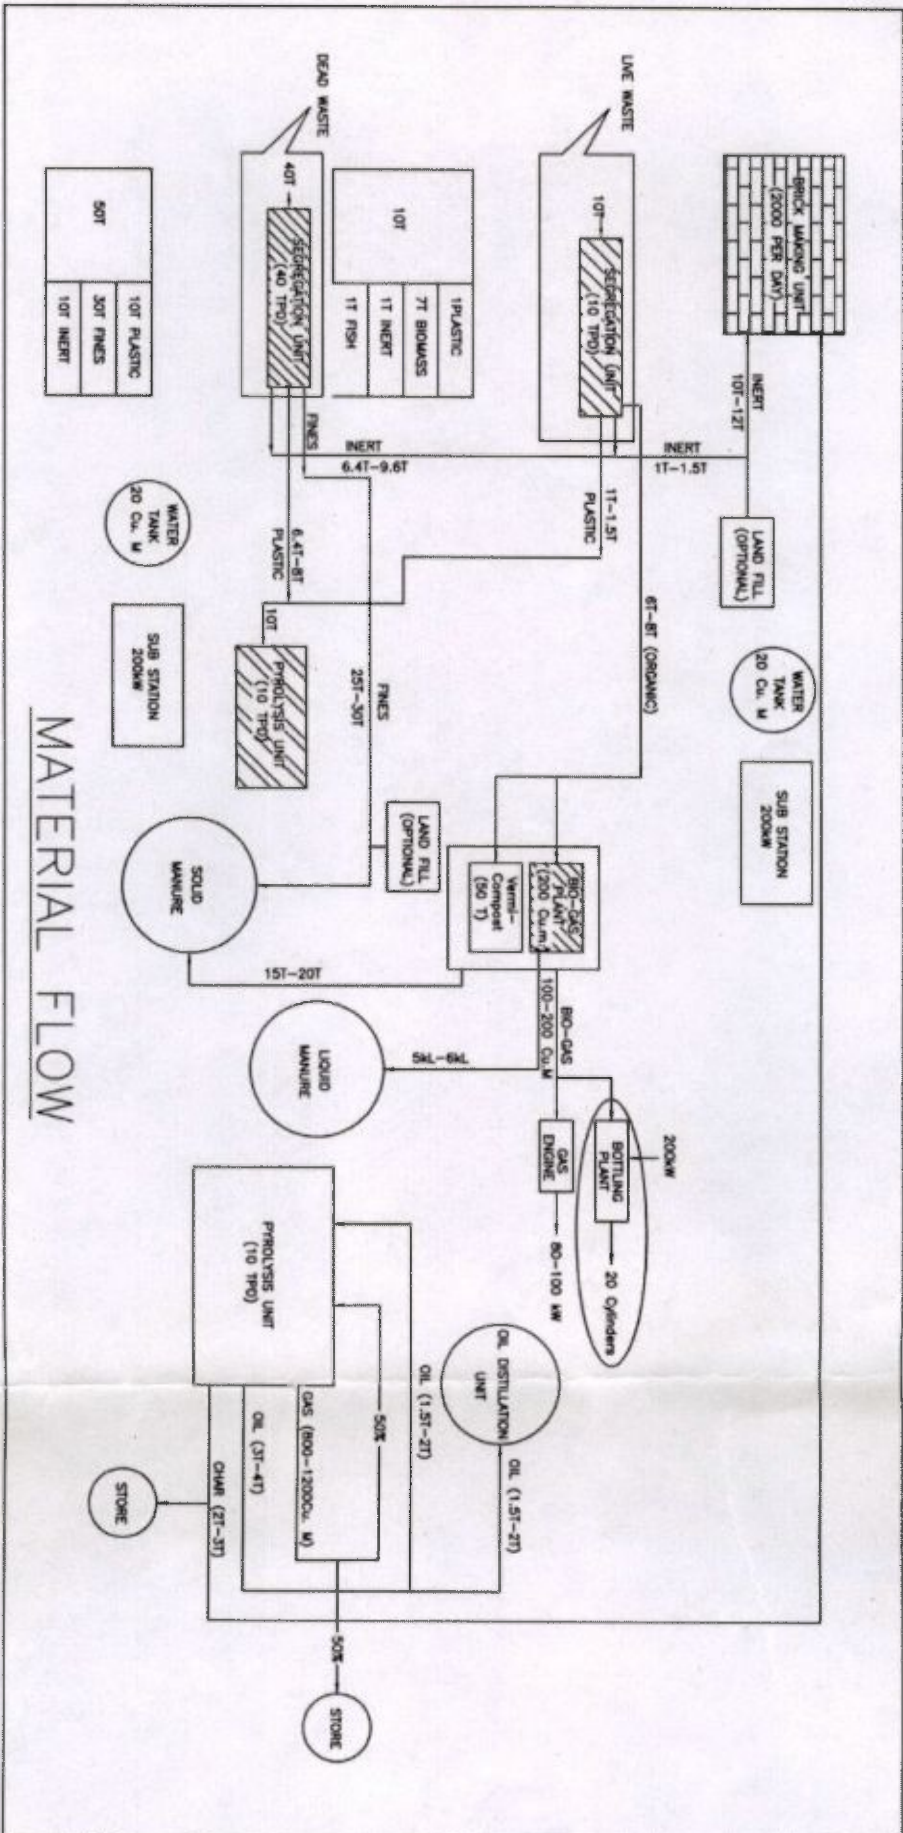 BRICK MAKING UNIT
(2000 PER DAY)
INERT
10T-12T
LAND FILL
(OPTIONAL)
WATER
TANK
20 Cu. M
SUB STATION
200kW
LIVE WASTE
10T
SEGREGATION UNIT
(10 TPD)
INERT
1T-1.5T
1T-1.5T
PLASTIC
6T-8T (ORGANIC)
BIO-GAS
PLANT
(200 Cu.m)
Vermi-
Compost
(50 T)
BIO-GAS
100-200 Cu.M
200kW
BOTTLING
PLANT
20 Cylinders
GAS
ENGINE
80-100 kW
10T
1PLASTIC
7T BIOMASS
1T INERT
1T FISH
DEAD WASTE
40T
SEGREGATION UNIT
(40 TPD)
FINES
INERT
6.4T-9.6T
6.4T-8T
PLASTIC
10T
PYROLYSIS UNIT
(10 TPD)
FINES
25T-30T
LAND FILL
(OPTIONAL)
SOLID
MANURE
15T-20T
LIQUID
MANURE
5kL-6kL
OIL DISTILLATION
UNIT
OIL (1.5T-2T)
OIL (1.5T-2T)
50%
PYROLYSIS UNIT
(10 TPD)
GAS (800-1200Cu. M)
OIL (3T-4T)
CHAR (2T-3T)
STORE
50%
STORE
50T
10T PLASTIC
30T FINES
10T INERT
WATER
TANK
20 Cu. M
SUB STATION
200kW
MATERIAL FLOW